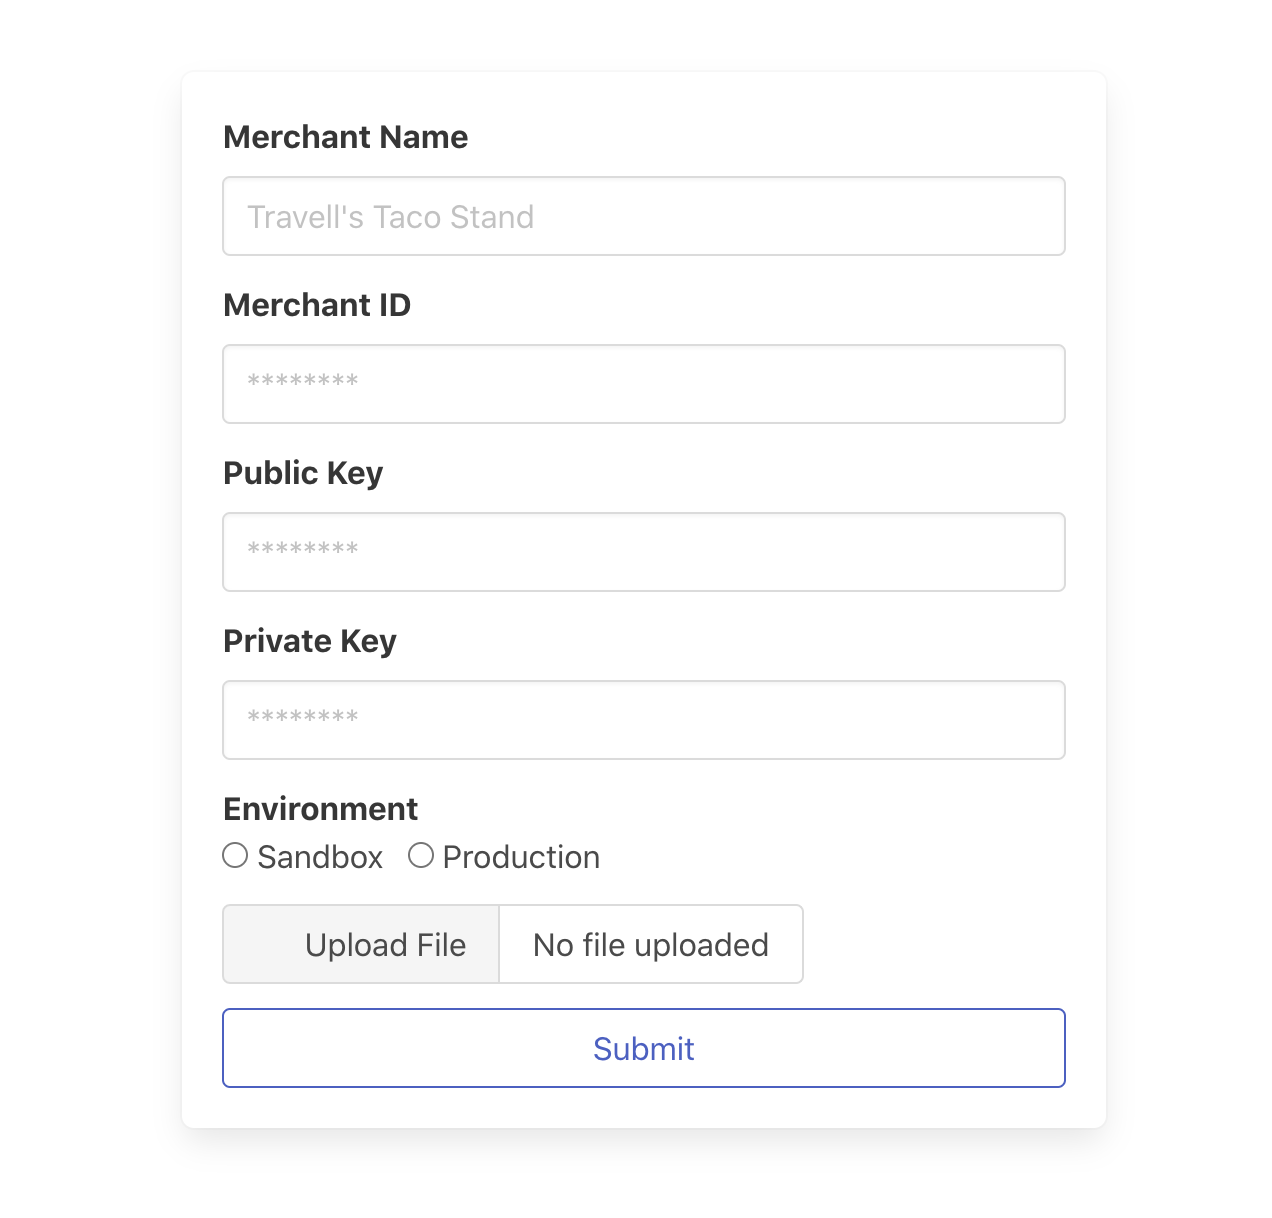 Merchant Name
Travell's Taco Stand
Merchant ID
********
Public Key
********
Private Key
********
Environment
Sandbox Production
Upload File No file uploaded
Submit